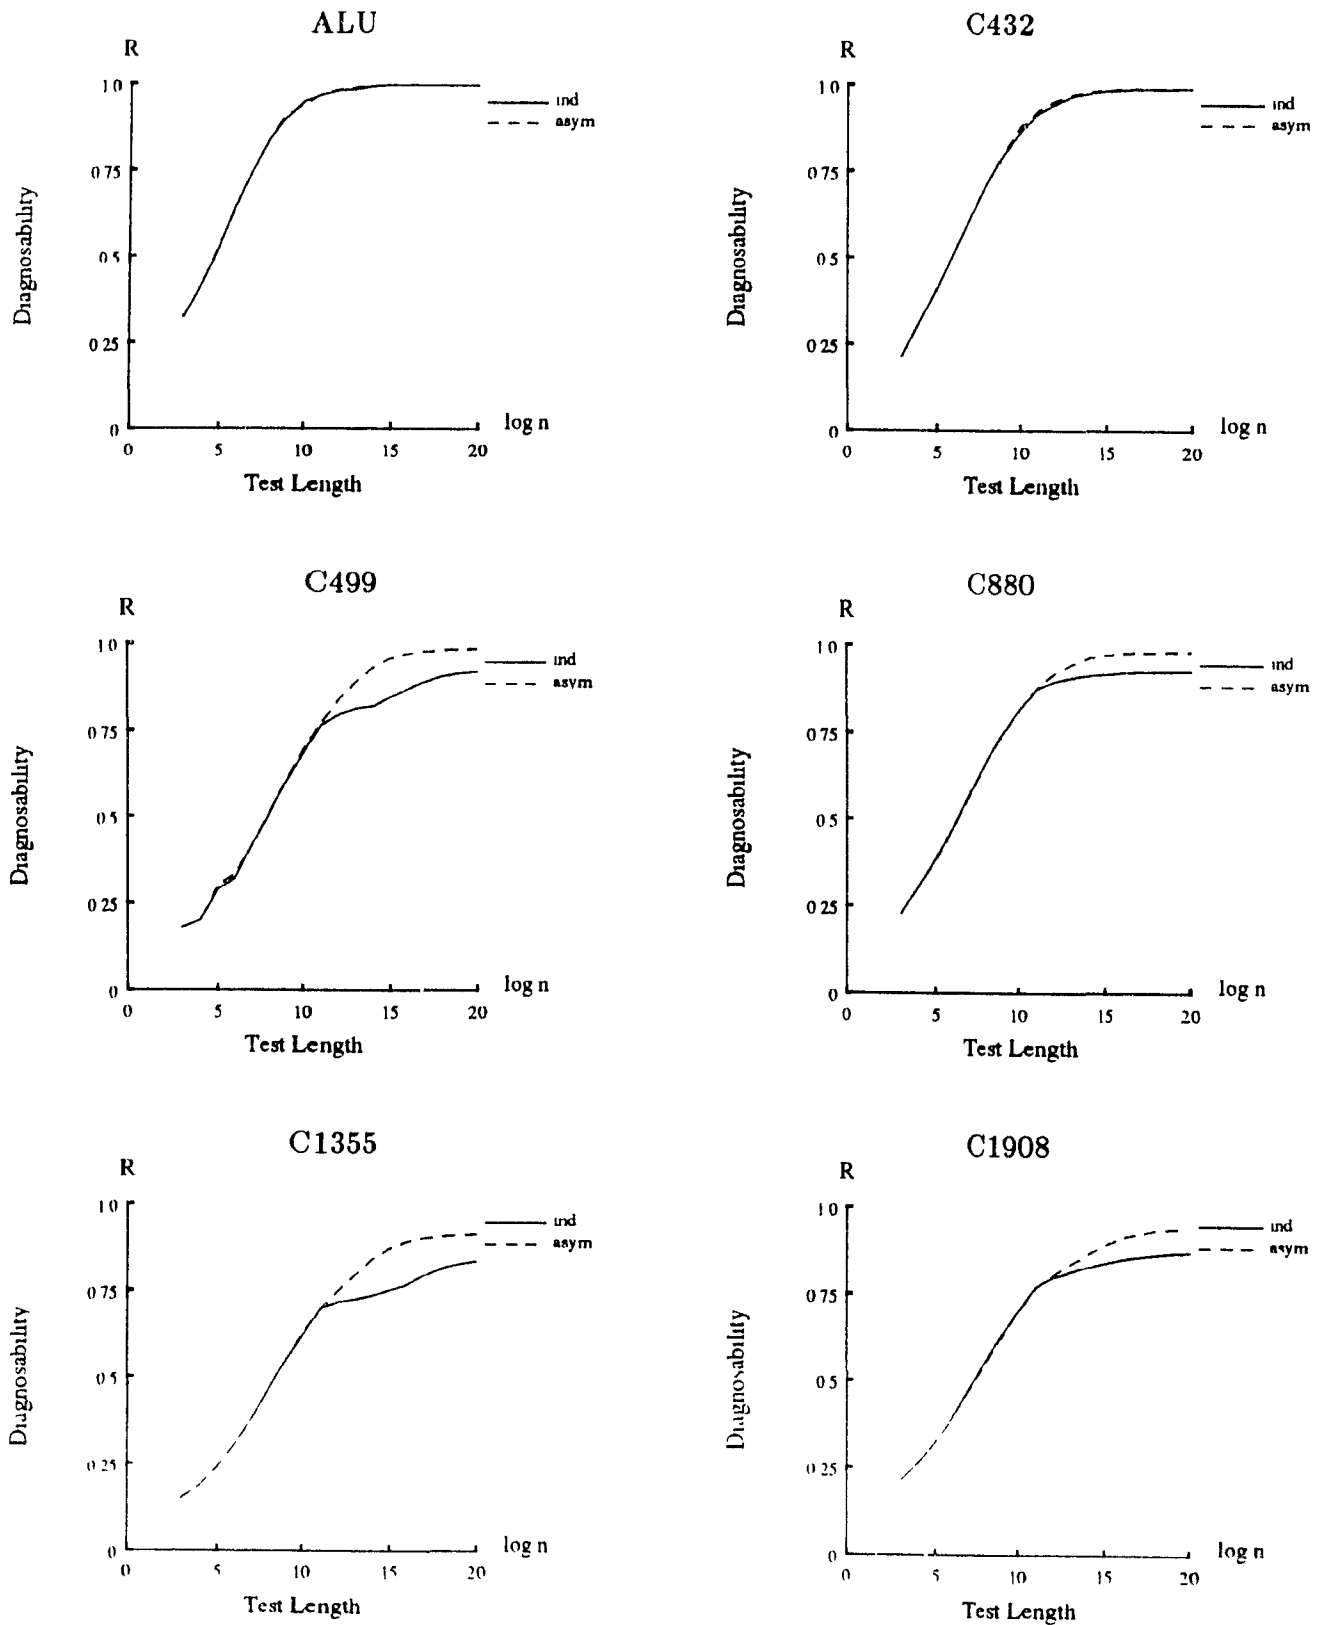 ALU
R
1 0
0 75
0 5
0 25
0
0
5
10
15
20
log n
Diagnosability
Test Length
ind
asym
C432
R
1 0
0 75
0 5
0 25
0
0
5
10
15
20
log n
Diagnosability
Test Length
ind
asym
C499
R
1 0
0 75
0 5
0 25
0
0
5
10
15
20
log n
Diagnosability
Test Length
ind
asym
C880
R
1 0
0 75
0 5
0 25
0
0
5
10
15
20
log n
Diagnosability
Test Length
ind
asym
C1355
R
1 0
0 75
0 5
0 25
0
0
5
10
15
20
log n
Diagnosability
Test Length
ind
asym
C1908
R
1 0
0 75
0 5
0 25
0
0
5
10
15
20
log n
Diagnosability
Test Length
ind
asym